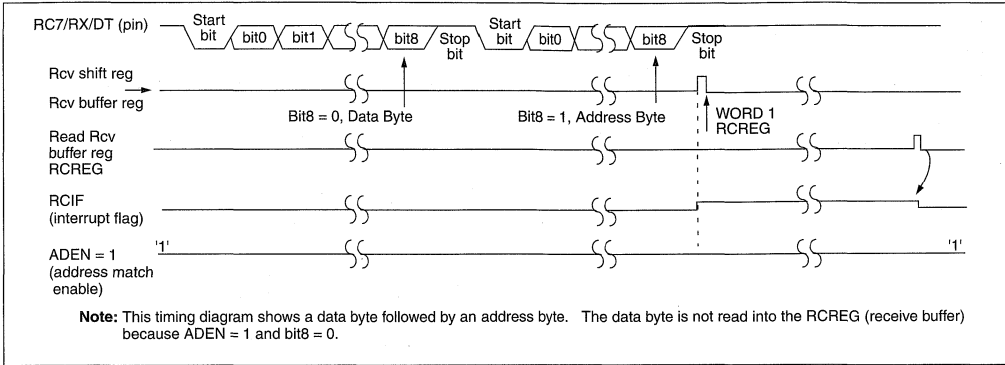 RC7/RX/DT (pin)
Start bit
bit0
bit1
bit8
Stop bit
Start bit
bit0
bit8
Stop bit
Rcv shift reg
Rcv buffer reg
Bit8 = 0, Data Byte
Bit8 = 1, Address Byte
WORD 1
RCREG
Read Rcv
buffer reg
RCREG
RCIF
(interrupt flag)
ADEN = 1
(address match
enable)
'1'
'1'
Note: This timing diagram shows a data byte followed by an address byte. The data byte is not read into the RCREG (receive buffer)
because ADEN = 1 and bit8 = 0.